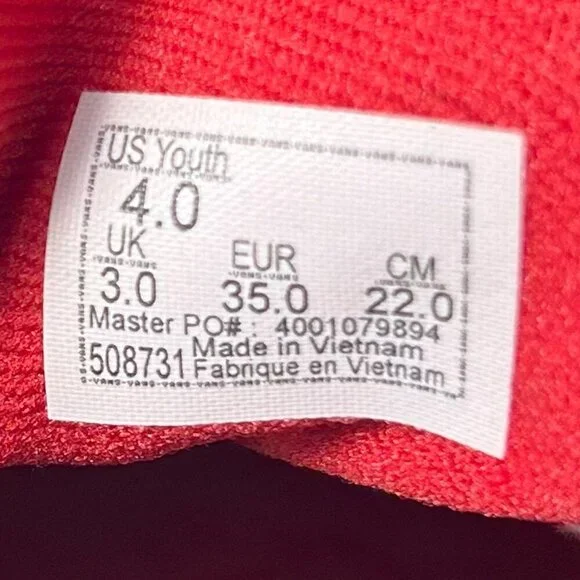 US Youth
4.0
UK EUR CM
3.0 35.0 22.0
Master PO# : 4001079894
508731 Made in Vietnam
Fabrique en Vietnam